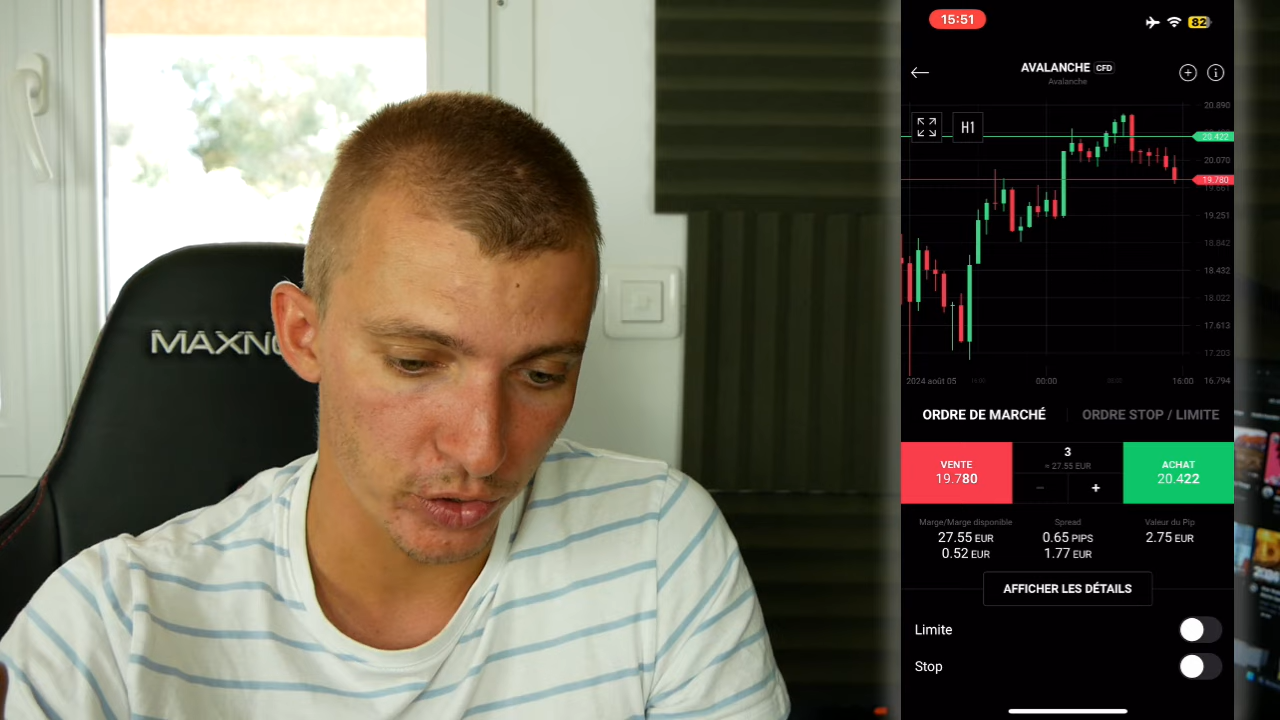 MAXNO
15:51
82
AVALANCHE CFD
Avalanche
H1
20.890
20.422
20.070
19.780
19.661
19.251
18.842
18.432
18.022
17.613
17.203
16.794
2024 août 05
00:00
16:00
ORDRE DE MARCHÉ
ORDRE STOP / LIMITE
VENTE
19.780
3
≈ 27.55 EUR
− +
ACHAT
20.422
Marge/Marge disponible
27.55 EUR
0.52 EUR
Spread
0.65 PIPS
1.77 EUR
Valeur du Pip
2.75 EUR
AFFICHER LES DÉTAILS
Limite
Stop